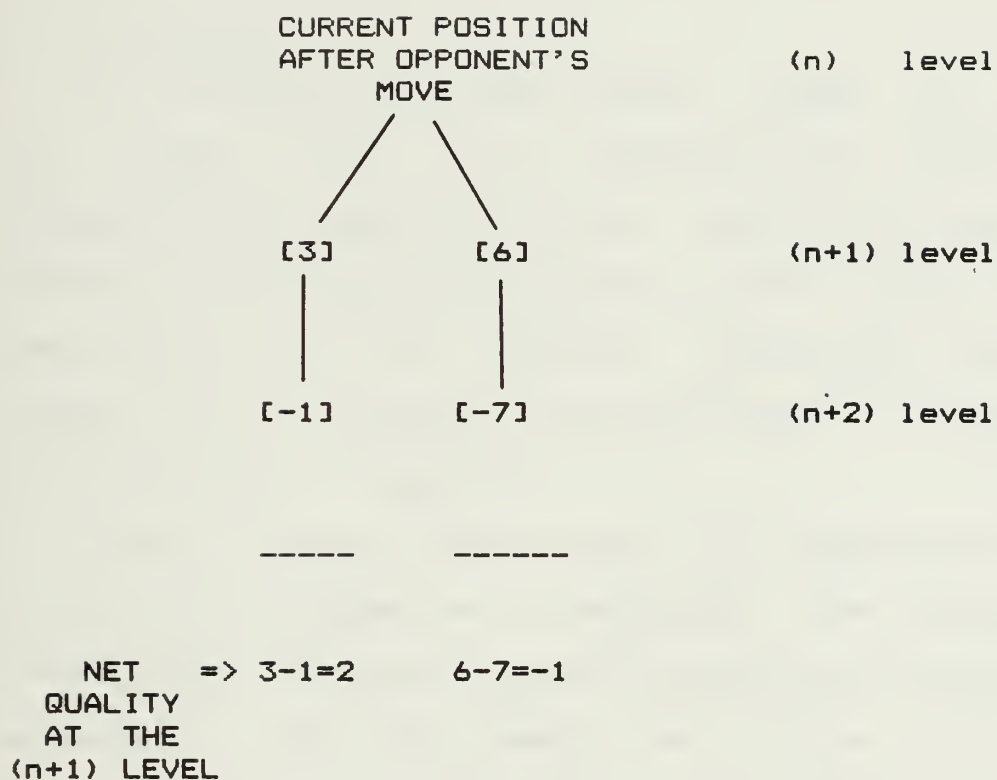 CURRENT POSITION
AFTER OPPONENT'S (n) level
MOVE
[3] [6] (n+1) level
[-1] [-7] (n+2) level
----- ------
NET => 3-1=2 6-7=-1
QUALITY
AT THE
(n+1) LEVEL